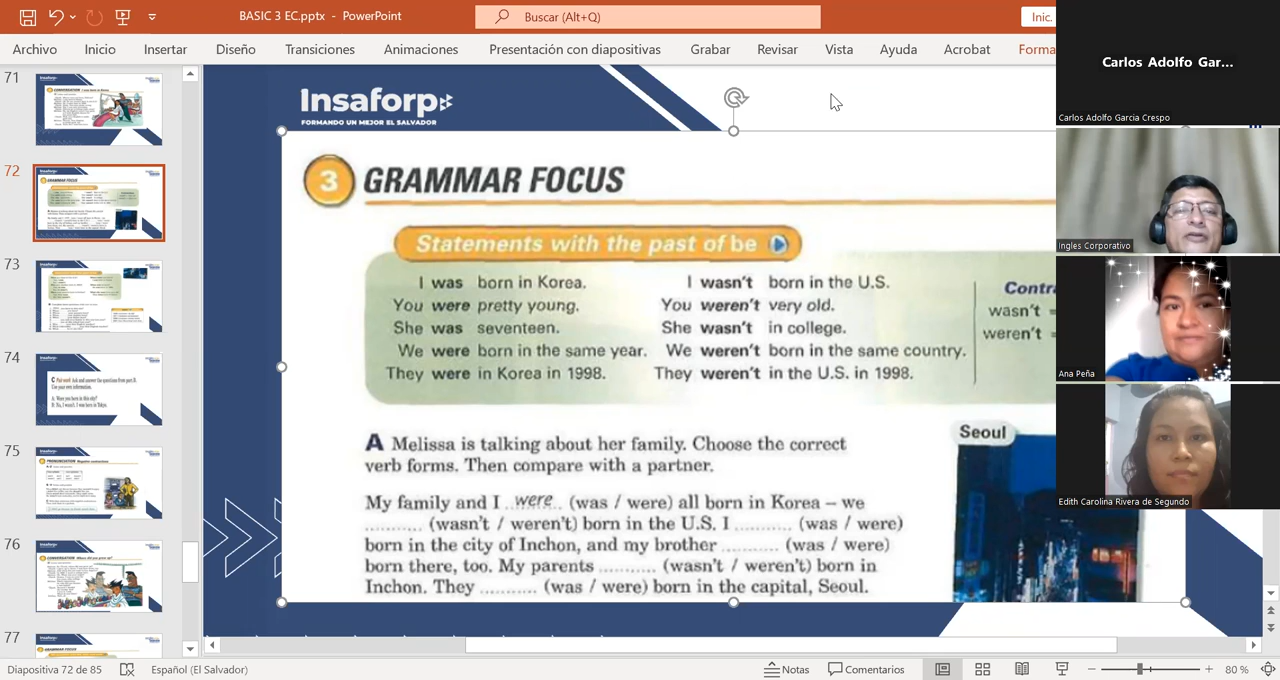 BASIC 3 EC.pptx - PowerPoint
Buscar (Alt+Q)
Inic.
Archivo Inicio Insertar Diseño Transiciones Animaciones Presentación con diapositivas Grabar Revisar Vista Ayuda Acrobat Forma
Carlos Adolfo Gar...
Carlos Adolfo Garcia Crespo
Ingles Corporativo
Ana Peña
Edith Carolina Rivera de Segundo
71
72
73
74
75
76
77
Insaforp
FORMANDO UN MEJOR EL SALVADOR
3 GRAMMAR FOCUS
Statements with the past of be
I was born in Korea. I wasn't born in the U.S.
You were pretty young. You weren't very old.
She was seventeen. She wasn't in college.
We were born in the same year. We weren't born in the same country.
They were in Korea in 1998. They weren't in the U.S. in 1998.
Contra
wasn't =
weren't =
A Melissa is talking about her family. Choose the correct
verb forms. Then compare with a partner.
My family and I were (was / were) all born in Korea – we
.......... (wasn't / weren't) born in the U.S. I .......... (was / were)
born in the city of Inchon, and my brother .......... (was / were)
born there, too. My parents .......... (wasn't / weren't) born in
Inchon. They .......... (was / were) born in the capital, Seoul.
Seoul
Diapositiva 72 de 85 Español (El Salvador) Notas Comentarios 80 %